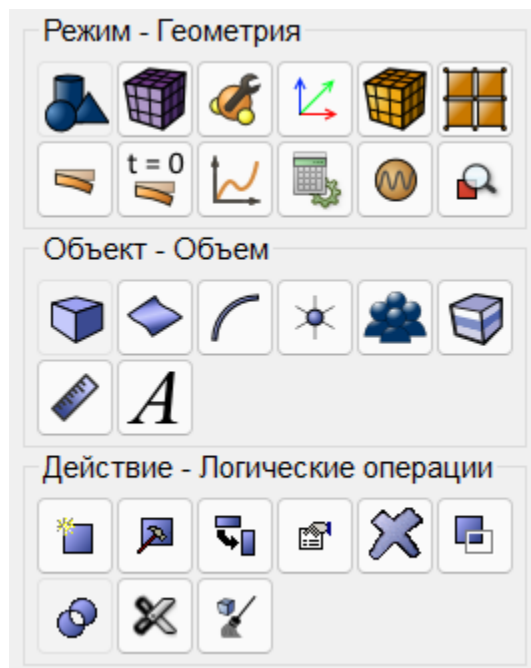 Режим - Геометрия
t = 0
Объект - Объем
A
Действие - Логические операции